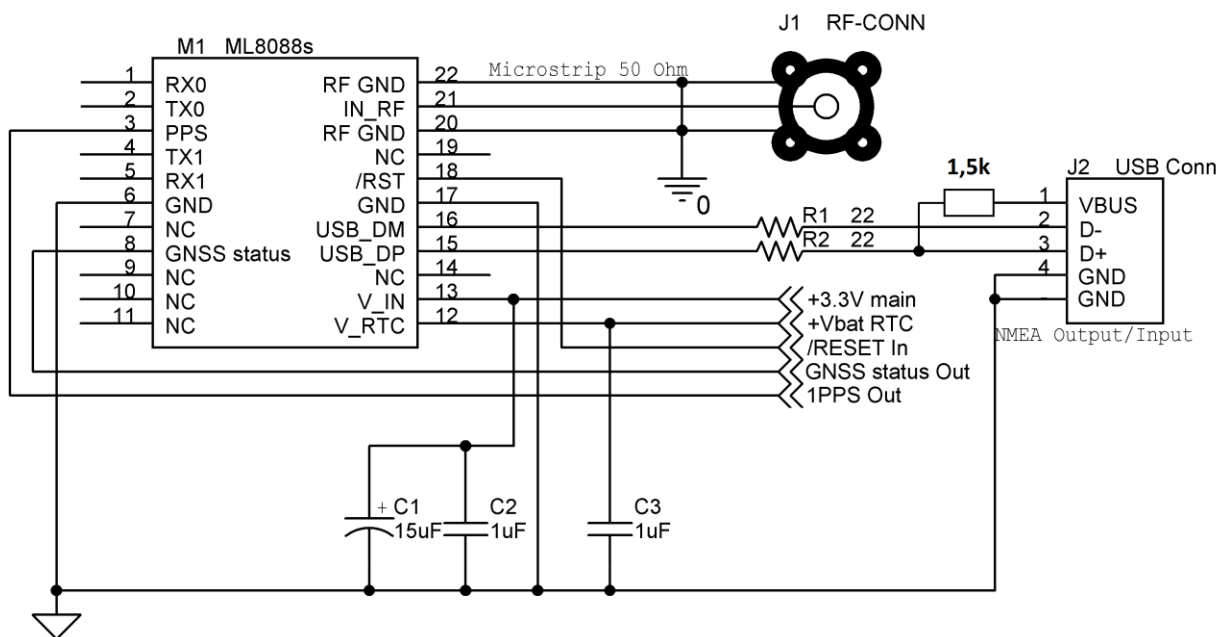 J1 RF-CONN
M1 ML8088s
Microstrip 50 Ohm
1 RX0 RF GND 22
2 TX0 IN_RF 21
3 PPS RF GND 20
4 TX1 NC 19
5 RX1 /RST 18
6 GND GND 17
7 NC USB_DM 16
8 GNSS status USB_DP 15
9 NC NC 14
10 NC V_IN 13
11 NC V_RTC 12
0
1,5k
J2 USB Conn
1 VBUS
R1 22 2 D-
R2 22 3 D+
4 GND
- GND
NMEA Output/Input
+3.3V main
+Vbat RTC
/RESET In
GNSS status Out
1PPS Out
+ C1
15uF
C2
1uF
C3
1uF